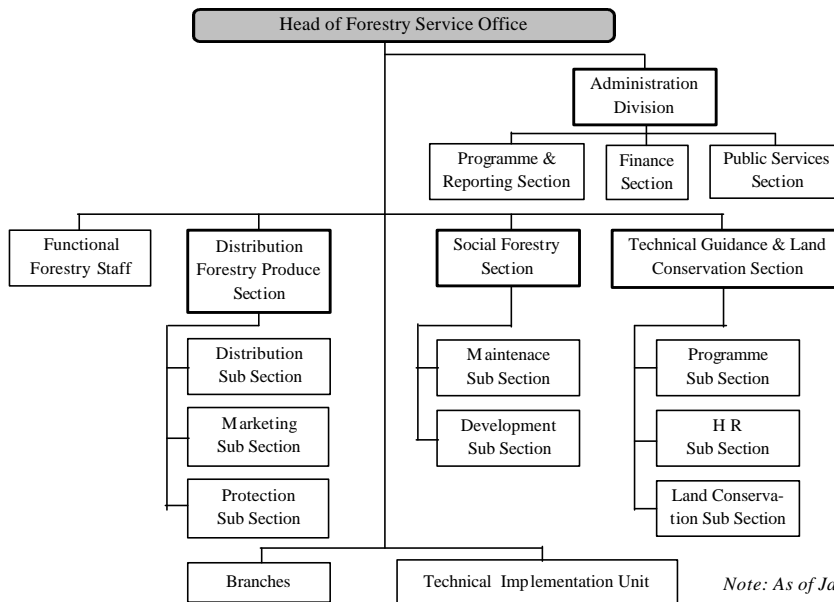 Head of Forestry Service Office
Administration
Division
Programme &
Reporting Section
Finance
Section
Public Services
Section
Functional
Forestry Staff
Distribution
Forestry Produce
Section
Social Forestry
Section
Technical Guidance & Land
Conservation Section
Distribution
Sub Section
Marketing
Sub Section
Protection
Sub Section
Maintenace
Sub Section
Development
Sub Section
Programme
Sub Section
H R
Sub Section
Land Conserva-
tion Sub Section
Branches
Technical Implementation Unit
Note: As of